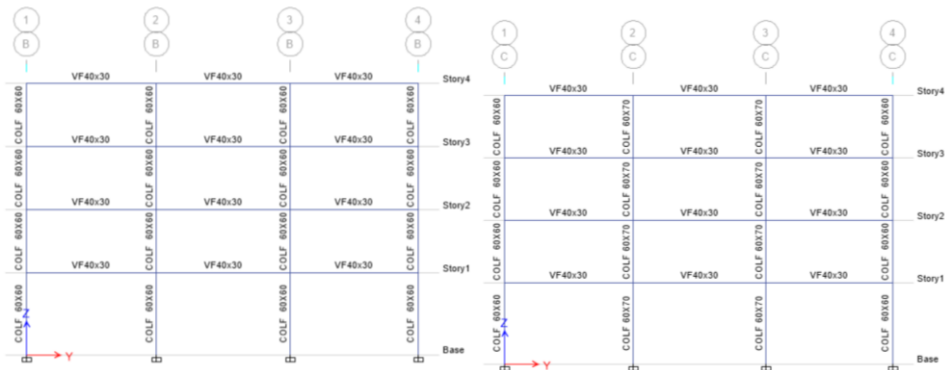 1 2 3 4
B B B B
VF40x30 VF40x30 VF40x30 Story4
COLF 60X60 COLF 60X60 COLF 60X60 COLF 60X60
VF40x30 VF40x30 VF40x30 Story3
COLF 60X60 COLF 60X60 COLF 60X60 COLF 60X60
VF40x30 VF40x30 VF40x30 Story2
COLF 60X60 COLF 60X60 COLF 60X60 COLF 60X60
VF40x30 VF40x30 VF40x30 Story1
COLF 60X60 COLF 60X60 COLF 60X60 COLF 60X60
Z
Y
Base
1 2 3 4
C C C C
VF40x30 VF40x30 VF40x30 Story4
COLF 60X60 COLF 60X70 COLF 60X70 COLF 60X60
VF40x30 VF40x30 VF40x30 Story3
COLF 60X60 COLF 60X70 COLF 60X70 COLF 60X60
VF40x30 VF40x30 VF40x30 Story2
COLF 60X60 COLF 60X70 COLF 60X70 COLF 60X60
VF40x30 VF40x30 VF40x30 Story1
COLF 60X60 COLF 60X70 COLF 60X70 COLF 60X60
Z
Y
Base